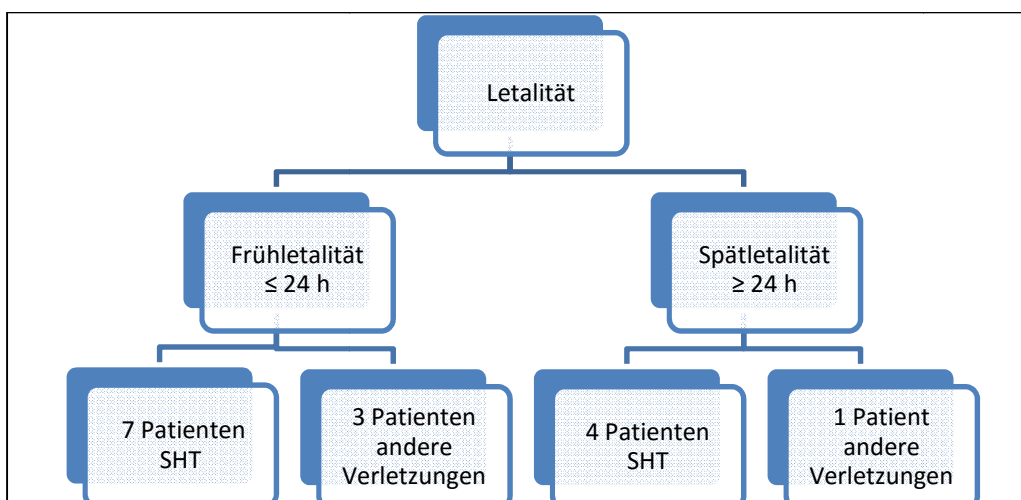 Letalität
Frühletalität
≤ 24 h
Spätletalität
≥ 24 h
7 Patienten
SHT
3 Patienten
andere
Verletzungen
4 Patienten
SHT
1 Patient
andere
Verletzungen